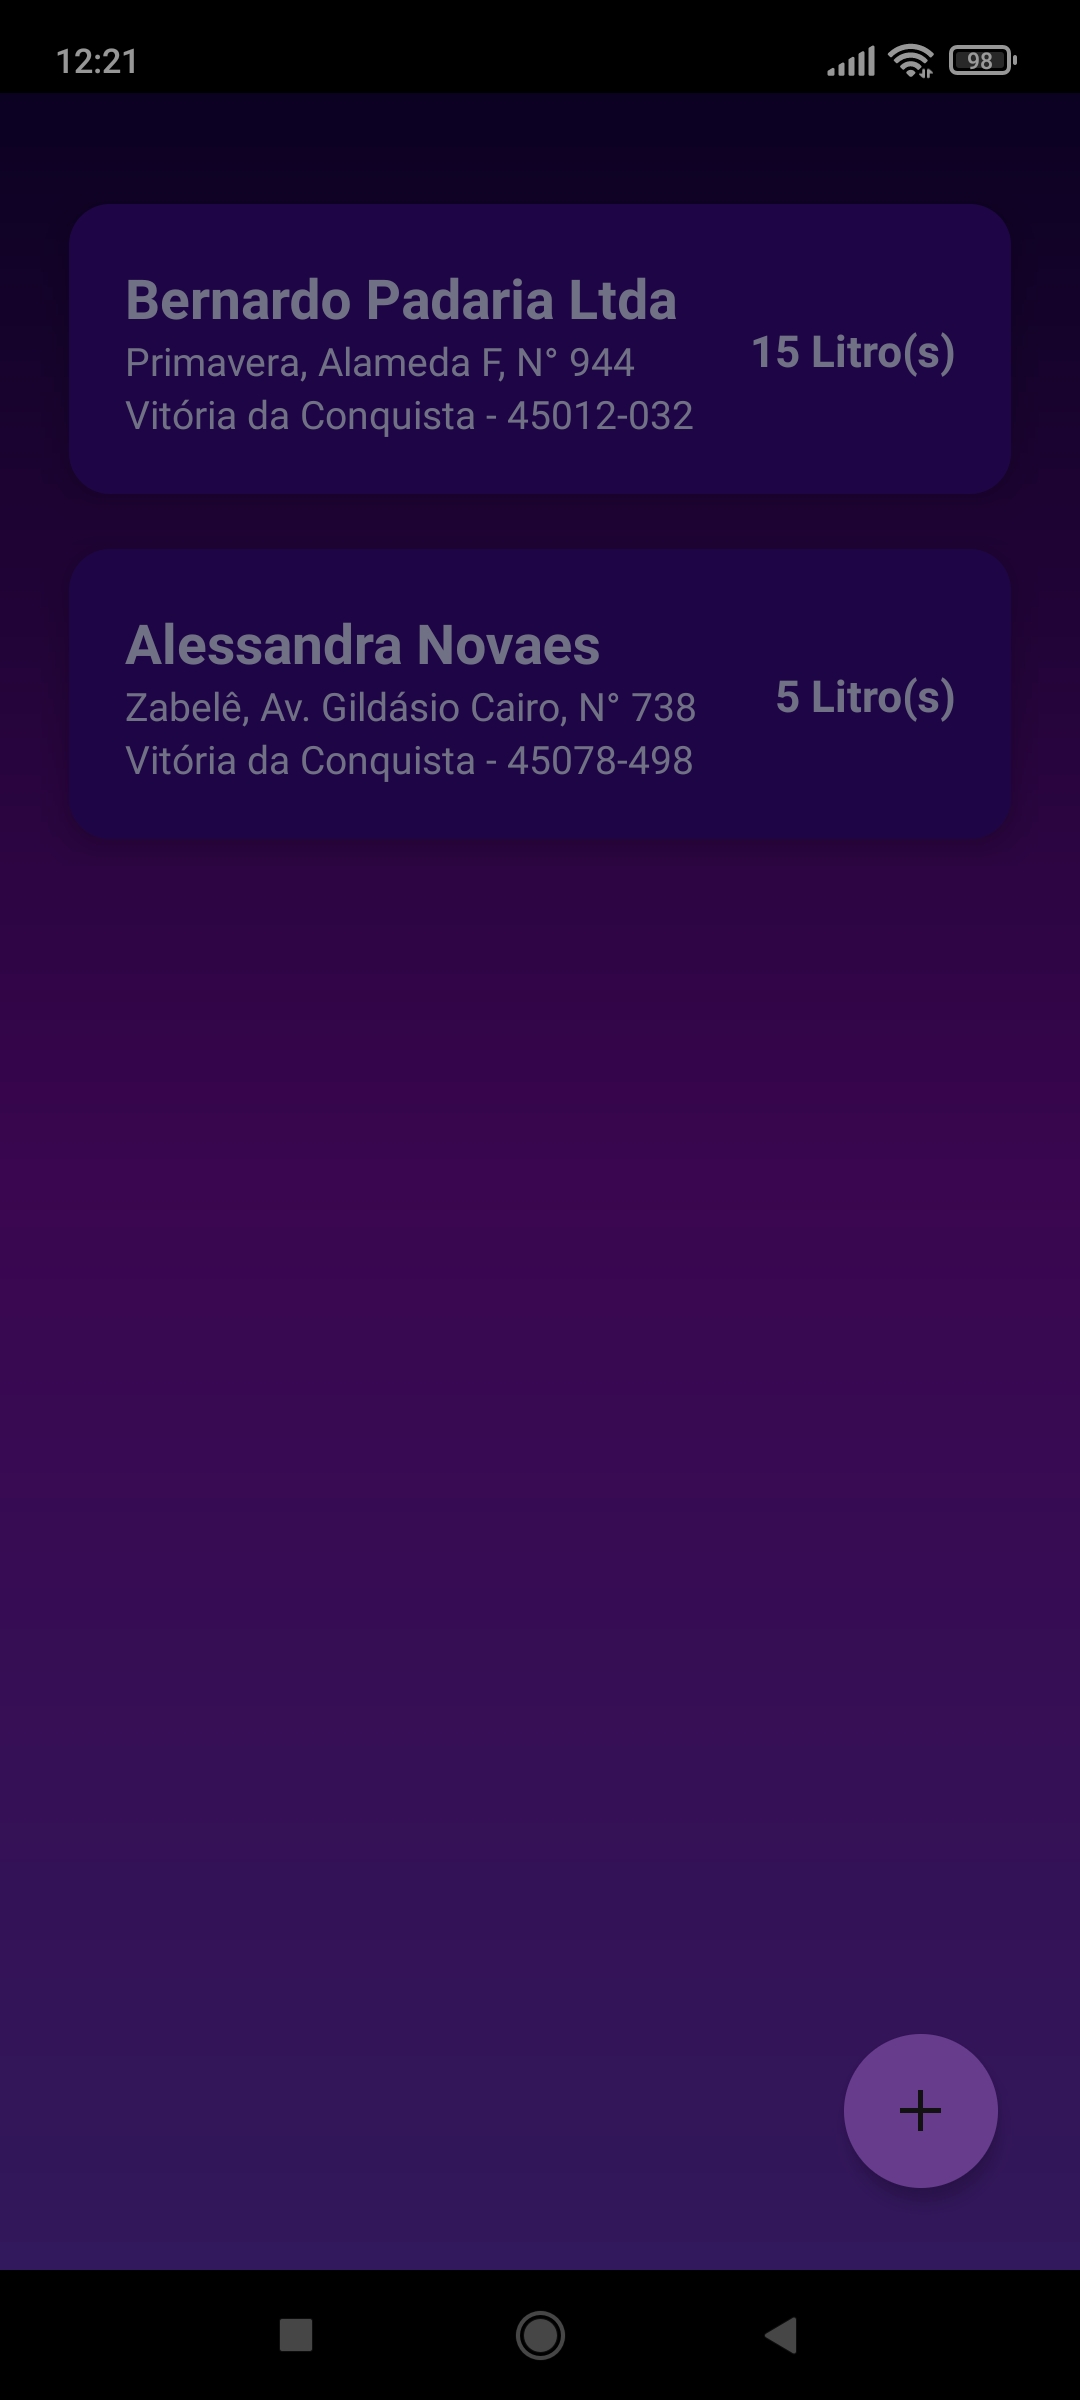 12:21
98
Bernardo Padaria Ltda
Primavera, Alameda F, N° 944
Vitória da Conquista - 45012-032
15 Litro(s)
Alessandra Novaes
Zabelê, Av. Gildásio Cairo, N° 738
Vitória da Conquista - 45078-498
5 Litro(s)